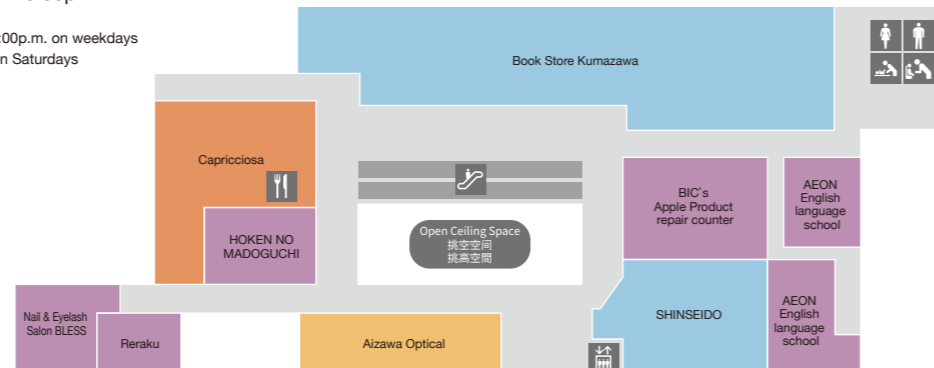 :00p.m. on weekdays
n Saturdays
Book Store Kumazawa
Capricciosa
HOKEN NO
MADOGUCHI
Open Ceiling Space
挑空空间
挑高空間
BIC's
Apple Product
repair counter
AEON
English
language
school
Nail & Eyelash
Salon BLESS
Reraku
Aizawa Optical
SHINSEIDO
AEON
English
language
school